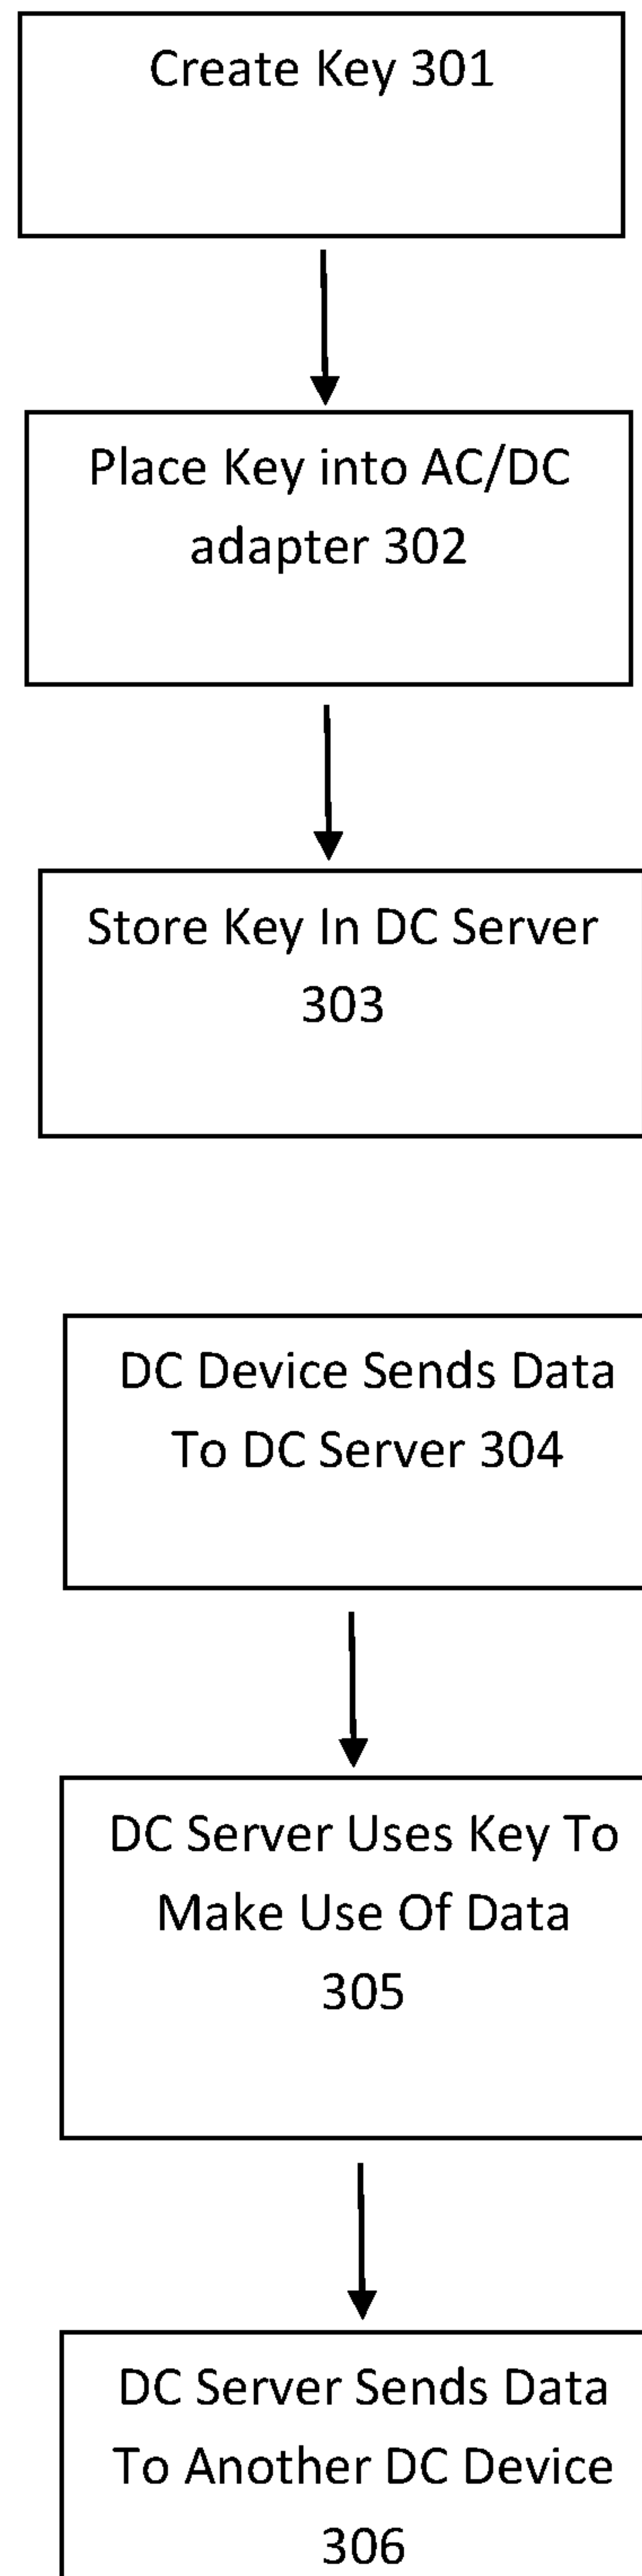 Create Key 301
Place Key into AC/DC
adapter 302
Store Key In DC Server
303
DC Device Sends Data
To DC Server 304
DC Server Uses Key To
Make Use Of Data
305
DC Server Sends Data
To Another DC Device
306